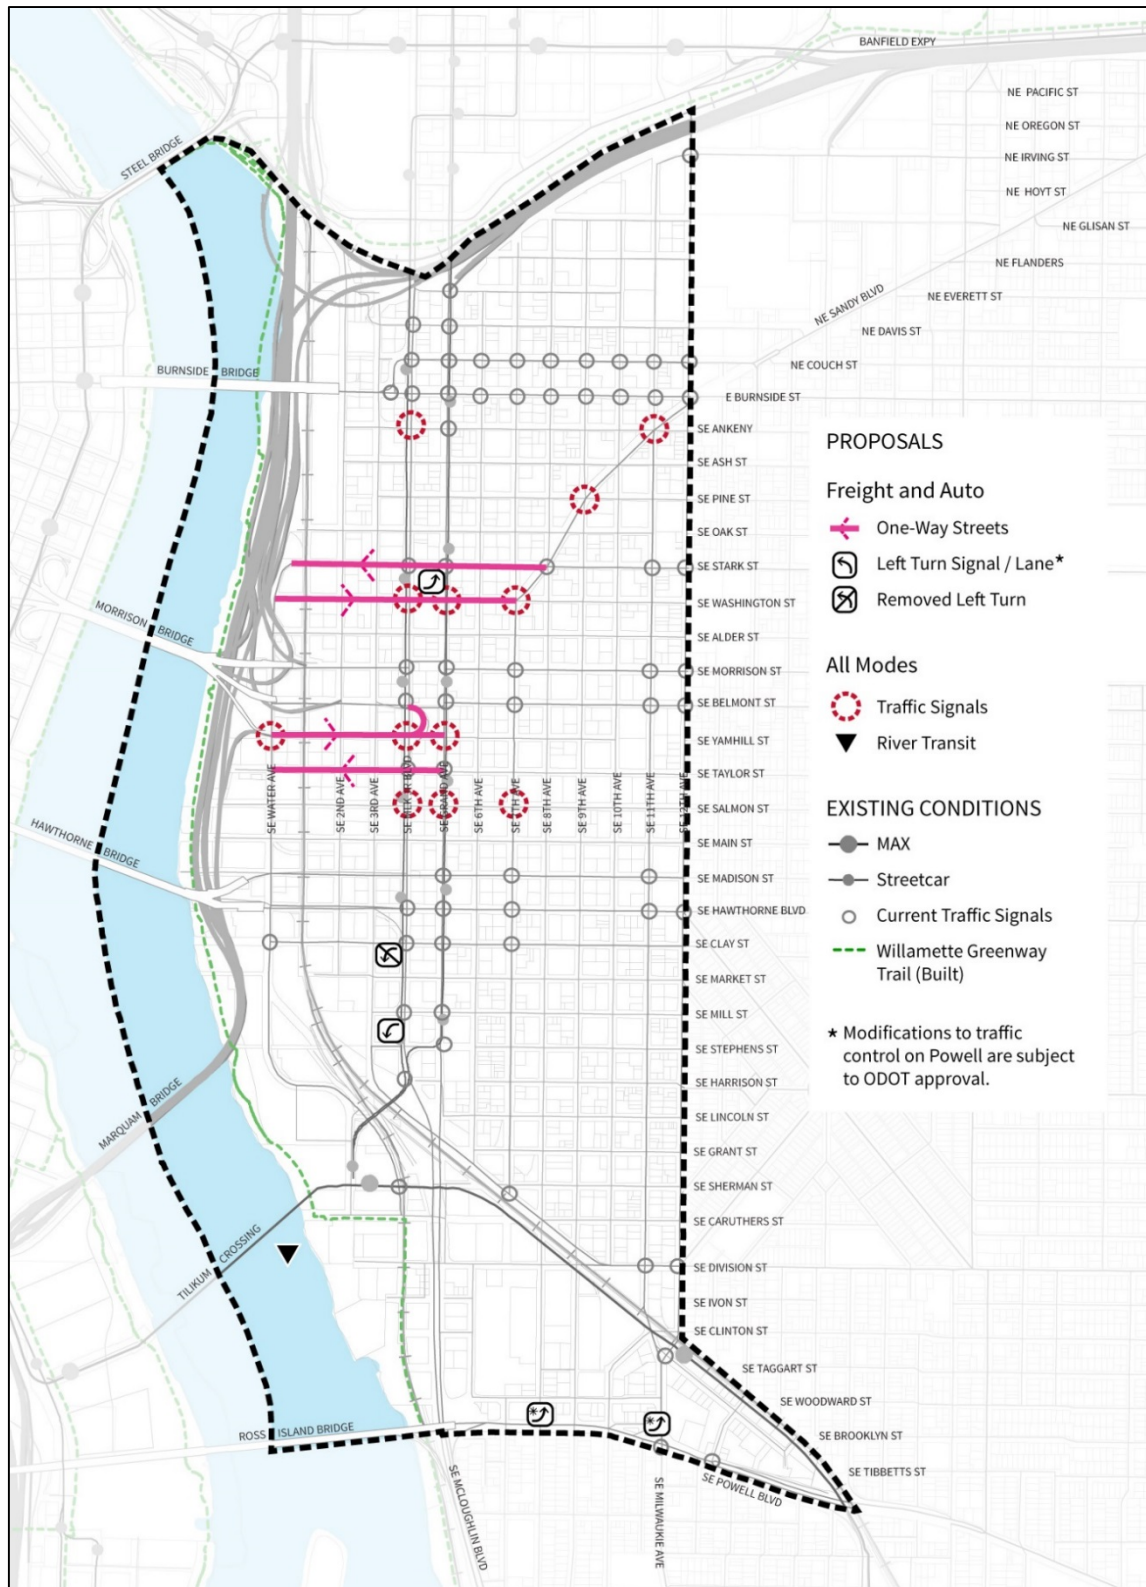 BANFIELD EXPY
NE PACIFIC ST
NE OREGON ST
NE IRVING ST
STEEL BRIDGE
NE HOYT ST
NE GLISAN ST
NE FLANDERS
NE EVERETT ST
NE SANDY BLVD
NE DAVIS ST
NE COUCH ST
BURNSIDE BRIDGE
E BURNSIDE ST
SE ANKENY
SE ASH ST
SE PINE ST
SE OAK ST
SE STARK ST
SE WASHINGTON ST
MORRISON BRIDGE
SE ALDER ST
SE MORRISON ST
SE BELMONT ST
SE YAMHILL ST
SE TAYLOR ST
SE SALMON ST
SE WATER AVE
SE 2ND AVE
SE 3RD AVE
SE GRAND AVE
SE 6TH AVE
SE 7TH AVE
SE 8TH AVE
SE 9TH AVE
SE 10TH AVE
SE 11TH AVE
SE 12TH AVE
HAWTHORNE BRIDGE
SE MAIN ST
SE MADISON ST
SE HAWTHORNE BLVD
SE CLAY ST
SE MARKET ST
SE MILL ST
SE STEPHENS ST
SE HARRISON ST
MARQUAM BRIDGE
SE LINCOLN ST
SE GRANT ST
SE SHERMAN ST
SE CARUTHERS ST
TILIKUM CROSSING
SE DIVISION ST
SE IVON ST
SE CLINTON ST
SE TAGGART ST
SE WOODWARD ST
ROSS ISLAND BRIDGE
SE BROOKLYN ST
SE TIBBETTS ST
SE POWELL BLVD
SE MCLOUGHLIN BLVD
SE MILWAUKIE AVE
PROPOSALS
Freight and Auto
One-Way Streets
Left Turn Signal / Lane*
Removed Left Turn
All Modes
Traffic Signals
River Transit
EXISTING CONDITIONS
MAX
Streetcar
Current Traffic Signals
Willamette Greenway
Trail (Built)
* Modifications to traffic
control on Powell are subject
to ODOT approval.